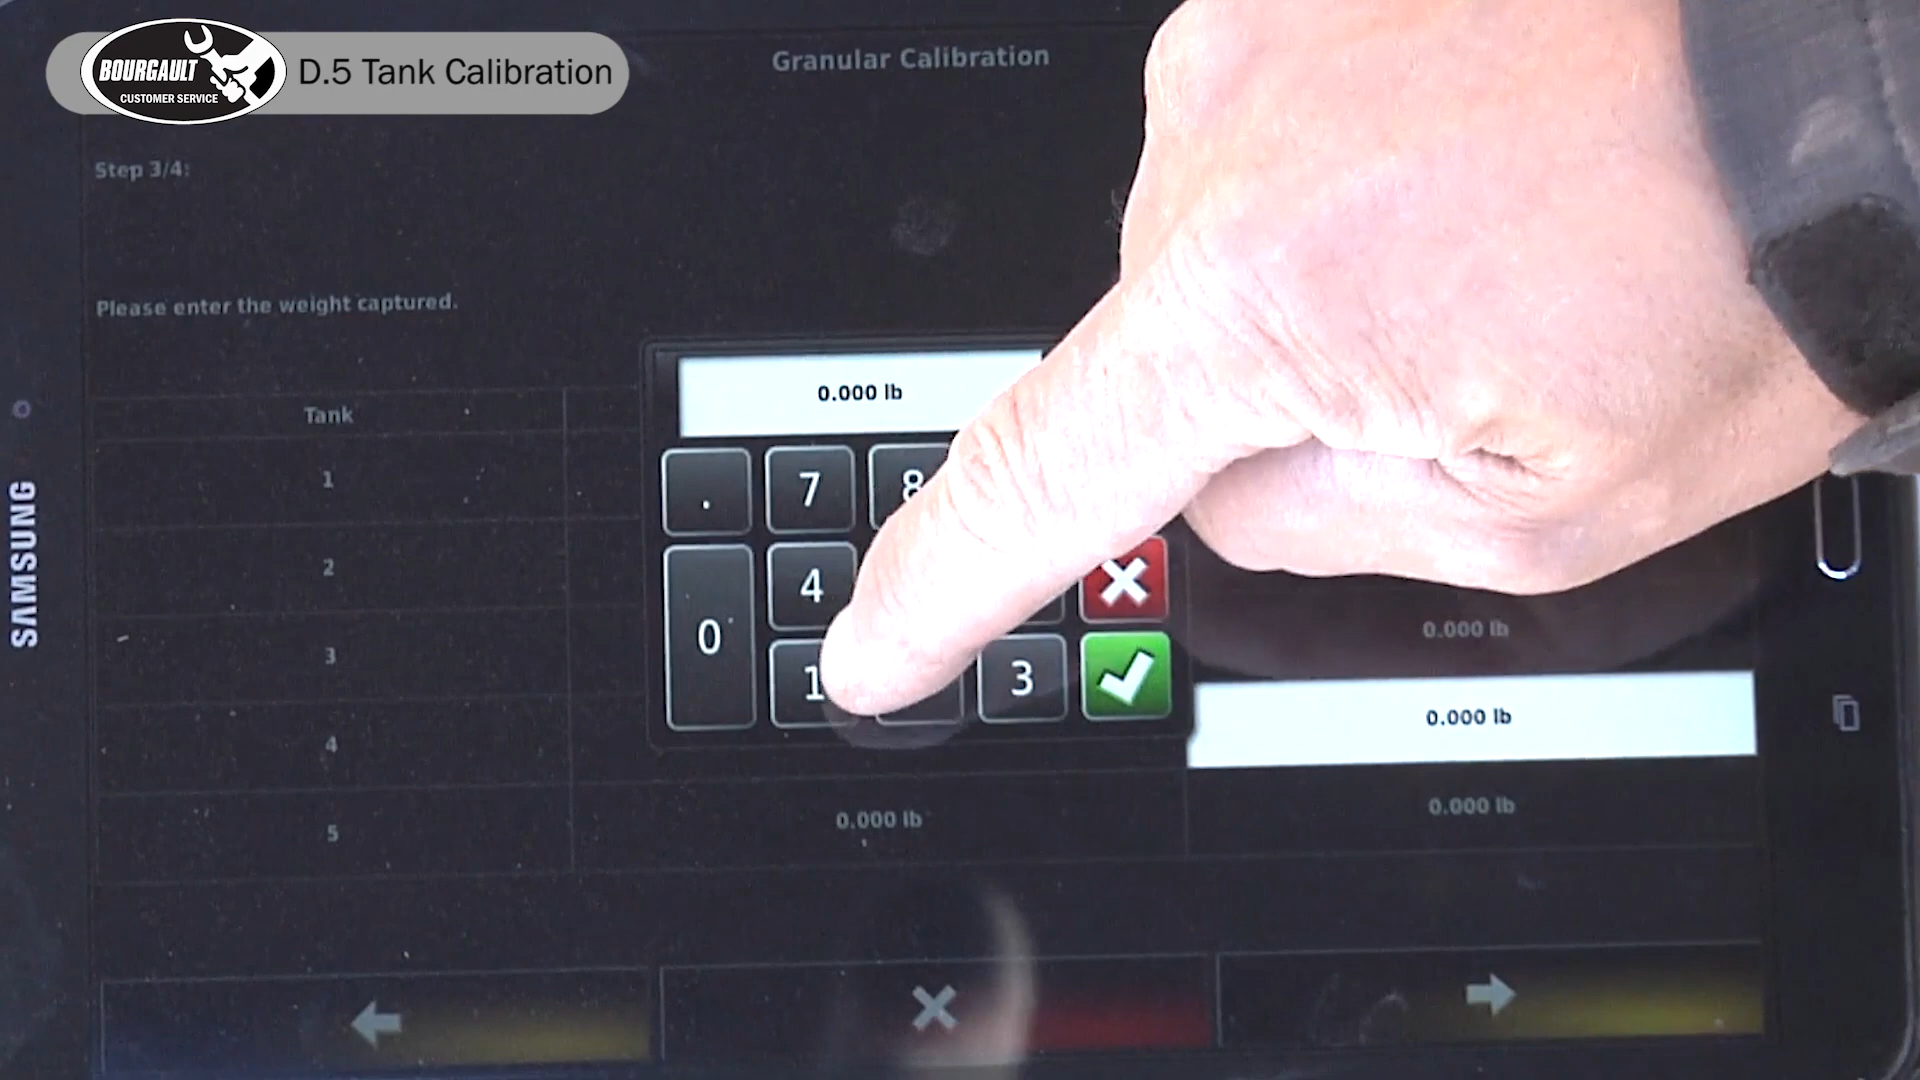 BOURGAULT
CUSTOMER SERVICE
D.5 Tank Calibration
Granular Calibration
Step 3/4:
Please enter the weight captured.
SAMSUNG
Tank
1
2
3
4
5
0.000 lb
. 7 8
4
0 1 3
0.000 lb
0.000 lb
0.000 lb
0.000 lb